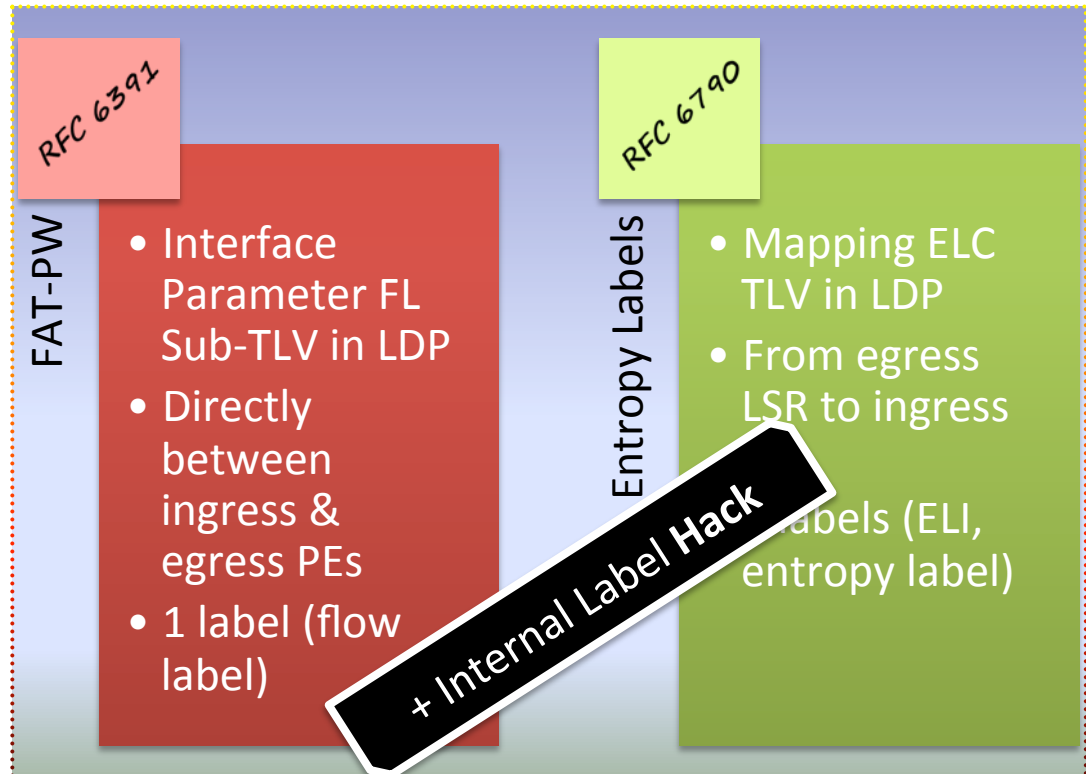 RFC 6391
FAT-PW
• Interface
Parameter FL
Sub-TLV in LDP
• Directly
between
ingress &
egress PEs
• 1 label (flow
label)
RFC 6790
Entropy Labels
• Mapping ELC
TLV in LDP
• From egress
LSR to ingress
(ELI,
entropy label)
+ Internal Label Hack